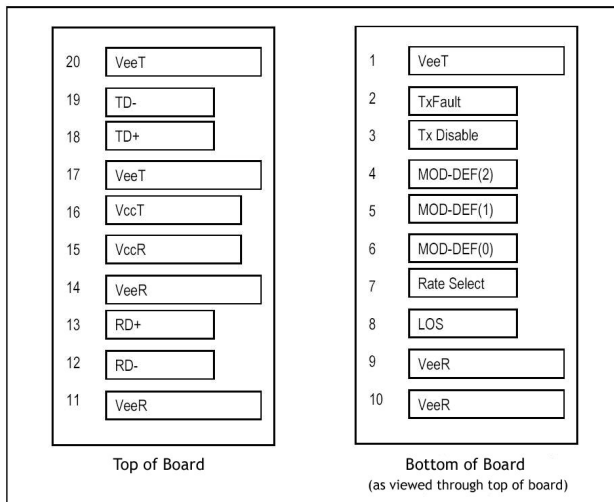 20 VeeT
19 TD-
18 TD+
17 VeeT
16 VccT
15 VccR
14 VeeR
13 RD+
12 RD-
11 VeeR
Top of Board
1 VeeT
2 TxFault
3 Tx Disable
4 MOD-DEF(2)
5 MOD-DEF(1)
6 MOD-DEF(0)
7 Rate Select
8 LOS
9 VeeR
10 VeeR
Bottom of Board
(as viewed through top of board)